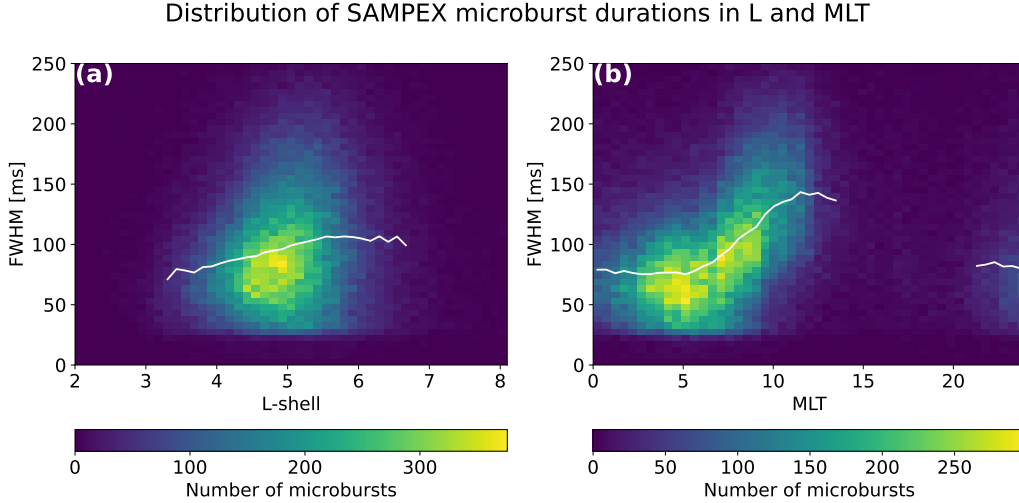 Distribution of SAMPEX microburst durations in L and MLT
(a)
FWHM [ms]
250
200
150
100
50
0
2 3 4 5 6 7 8
L-shell
0 100 200 300
Number of microbursts
(b)
FWHM [ms]
250
200
150
100
50
0
0 5 10 15 20
MLT
0 50 100 150 200 250
Number of microbursts